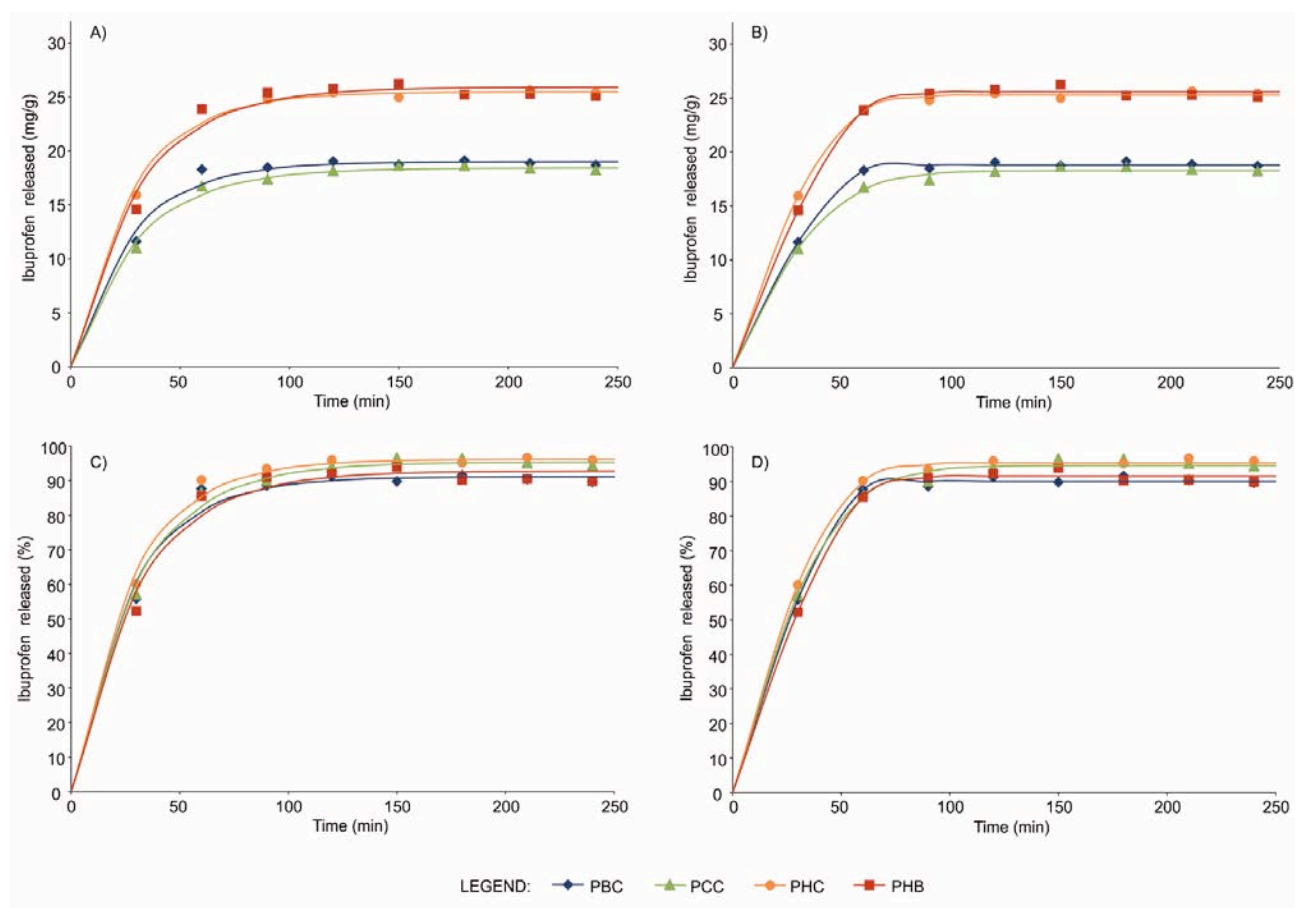 A)
Ibuprofen released (mg/g)
30
25
20
15
10
5
0
0 50 100 150 200 250
Time (min)
B)
Ibuprofen released (mg/g)
30
25
20
15
10
5
0
0 50 100 150 200 250
Time (min)
C)
Ibuprofen released (%)
100
90
80
70
60
50
40
30
20
10
0
0 50 100 150 200 250
Time (min)
D)
Ibuprofen released (%)
100
90
80
70
60
50
40
30
20
10
0
0 50 100 150 200 250
Time (min)
LEGEND: PBC PCC PHC PHB